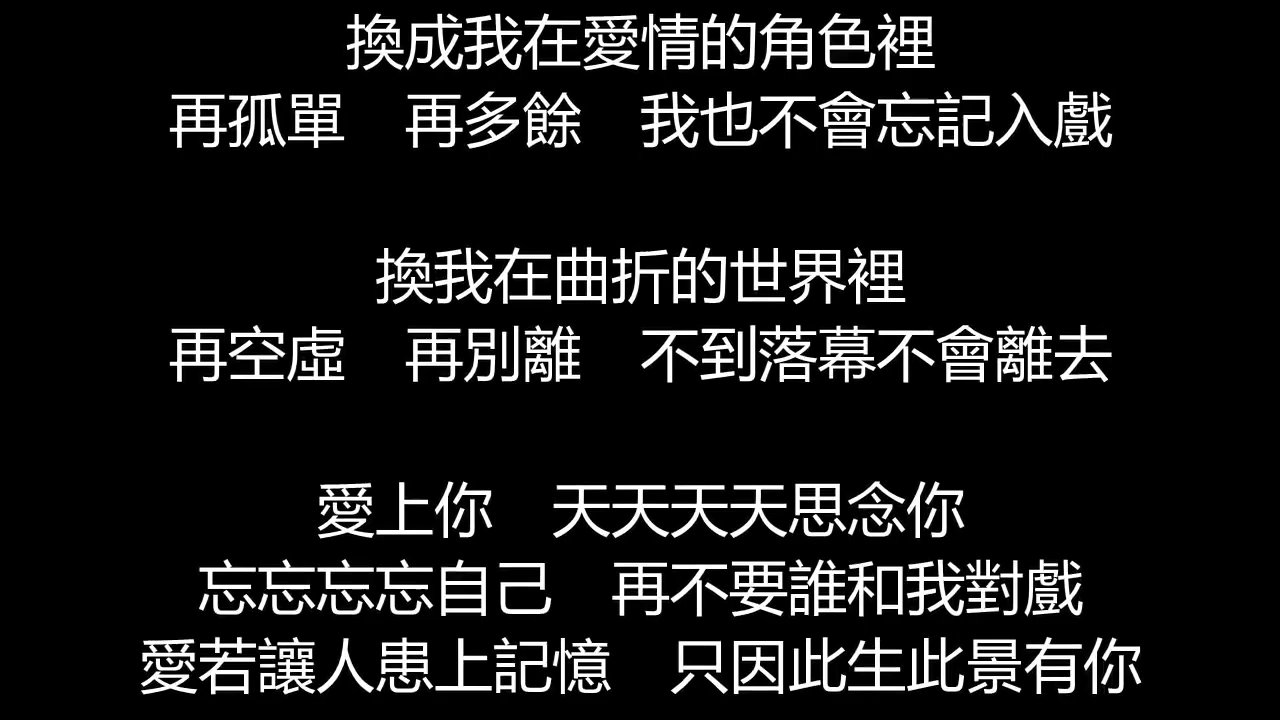 換成我在愛情的角色裡
再孤單　再多餘　我也不會忘記入戲
換我在曲折的世界裡
再空虛　再別離　不到落幕不會離去
愛上你　天天天天思念你
忘忘忘忘自己　再不要誰和我對戲
愛若讓人患上記憶　只因此生此景有你